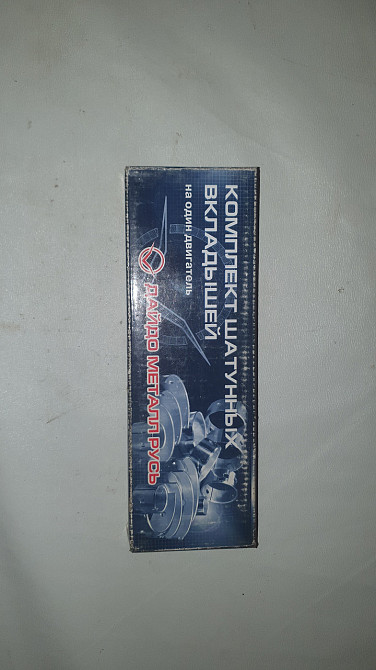 КОМПЛЕКТ ШАТУННЫХ
ВКЛАДЫШЕЙ
на один двигатель
ДАЙДО МЕТАЛЛ РУСЬ